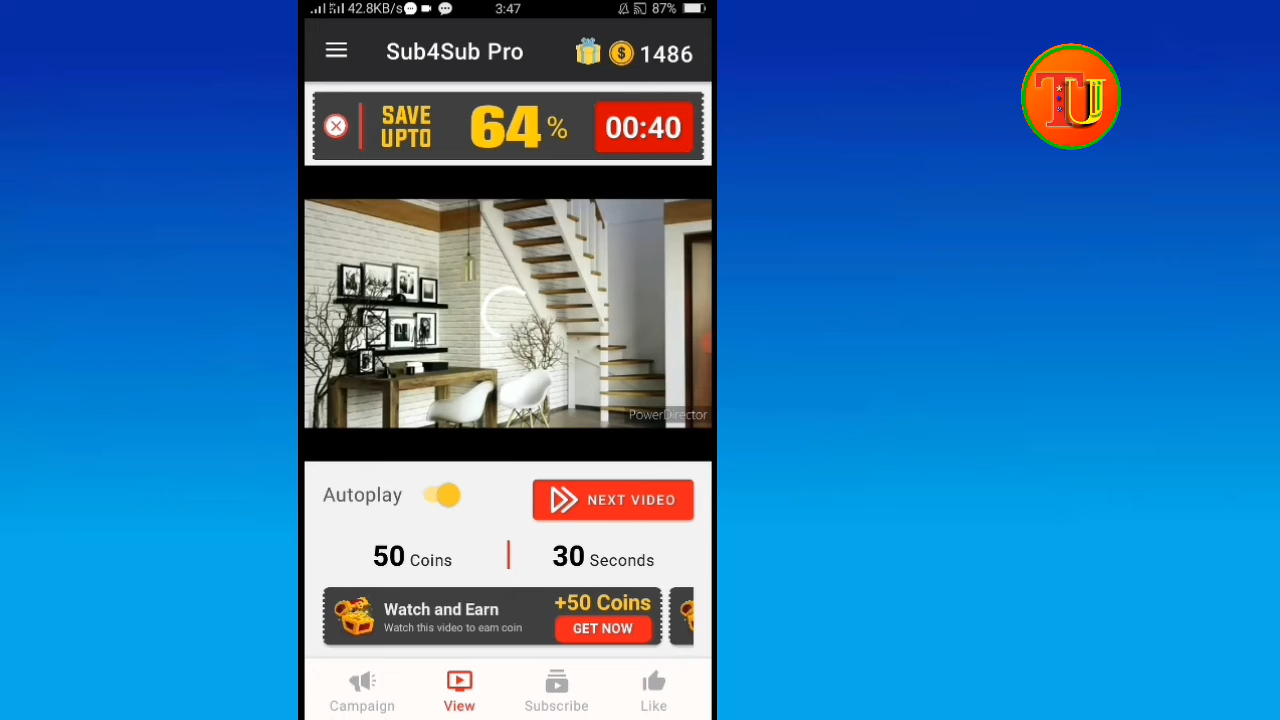 42.8KB/s 3:47 87%
Sub4Sub Pro 1486
SAVE UPTO 64% 00:40
PowerDirector
Autoplay NEXT VIDEO
50 Coins 30 Seconds
Watch and Earn +50 Coins
Watch this video to earn coin GET NOW
Campaign View Subscribe Like
TU